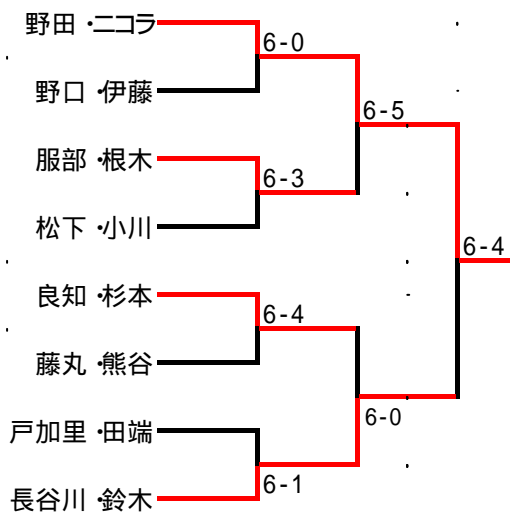 野田・ニコラ
6-0
野口・伊藤
6-5
服部・根木
6-3
松下・小川
6-4
良知・杉本
6-4
藤丸・熊谷
6-0
戸加里・田端
6-1
長谷川・鈴木